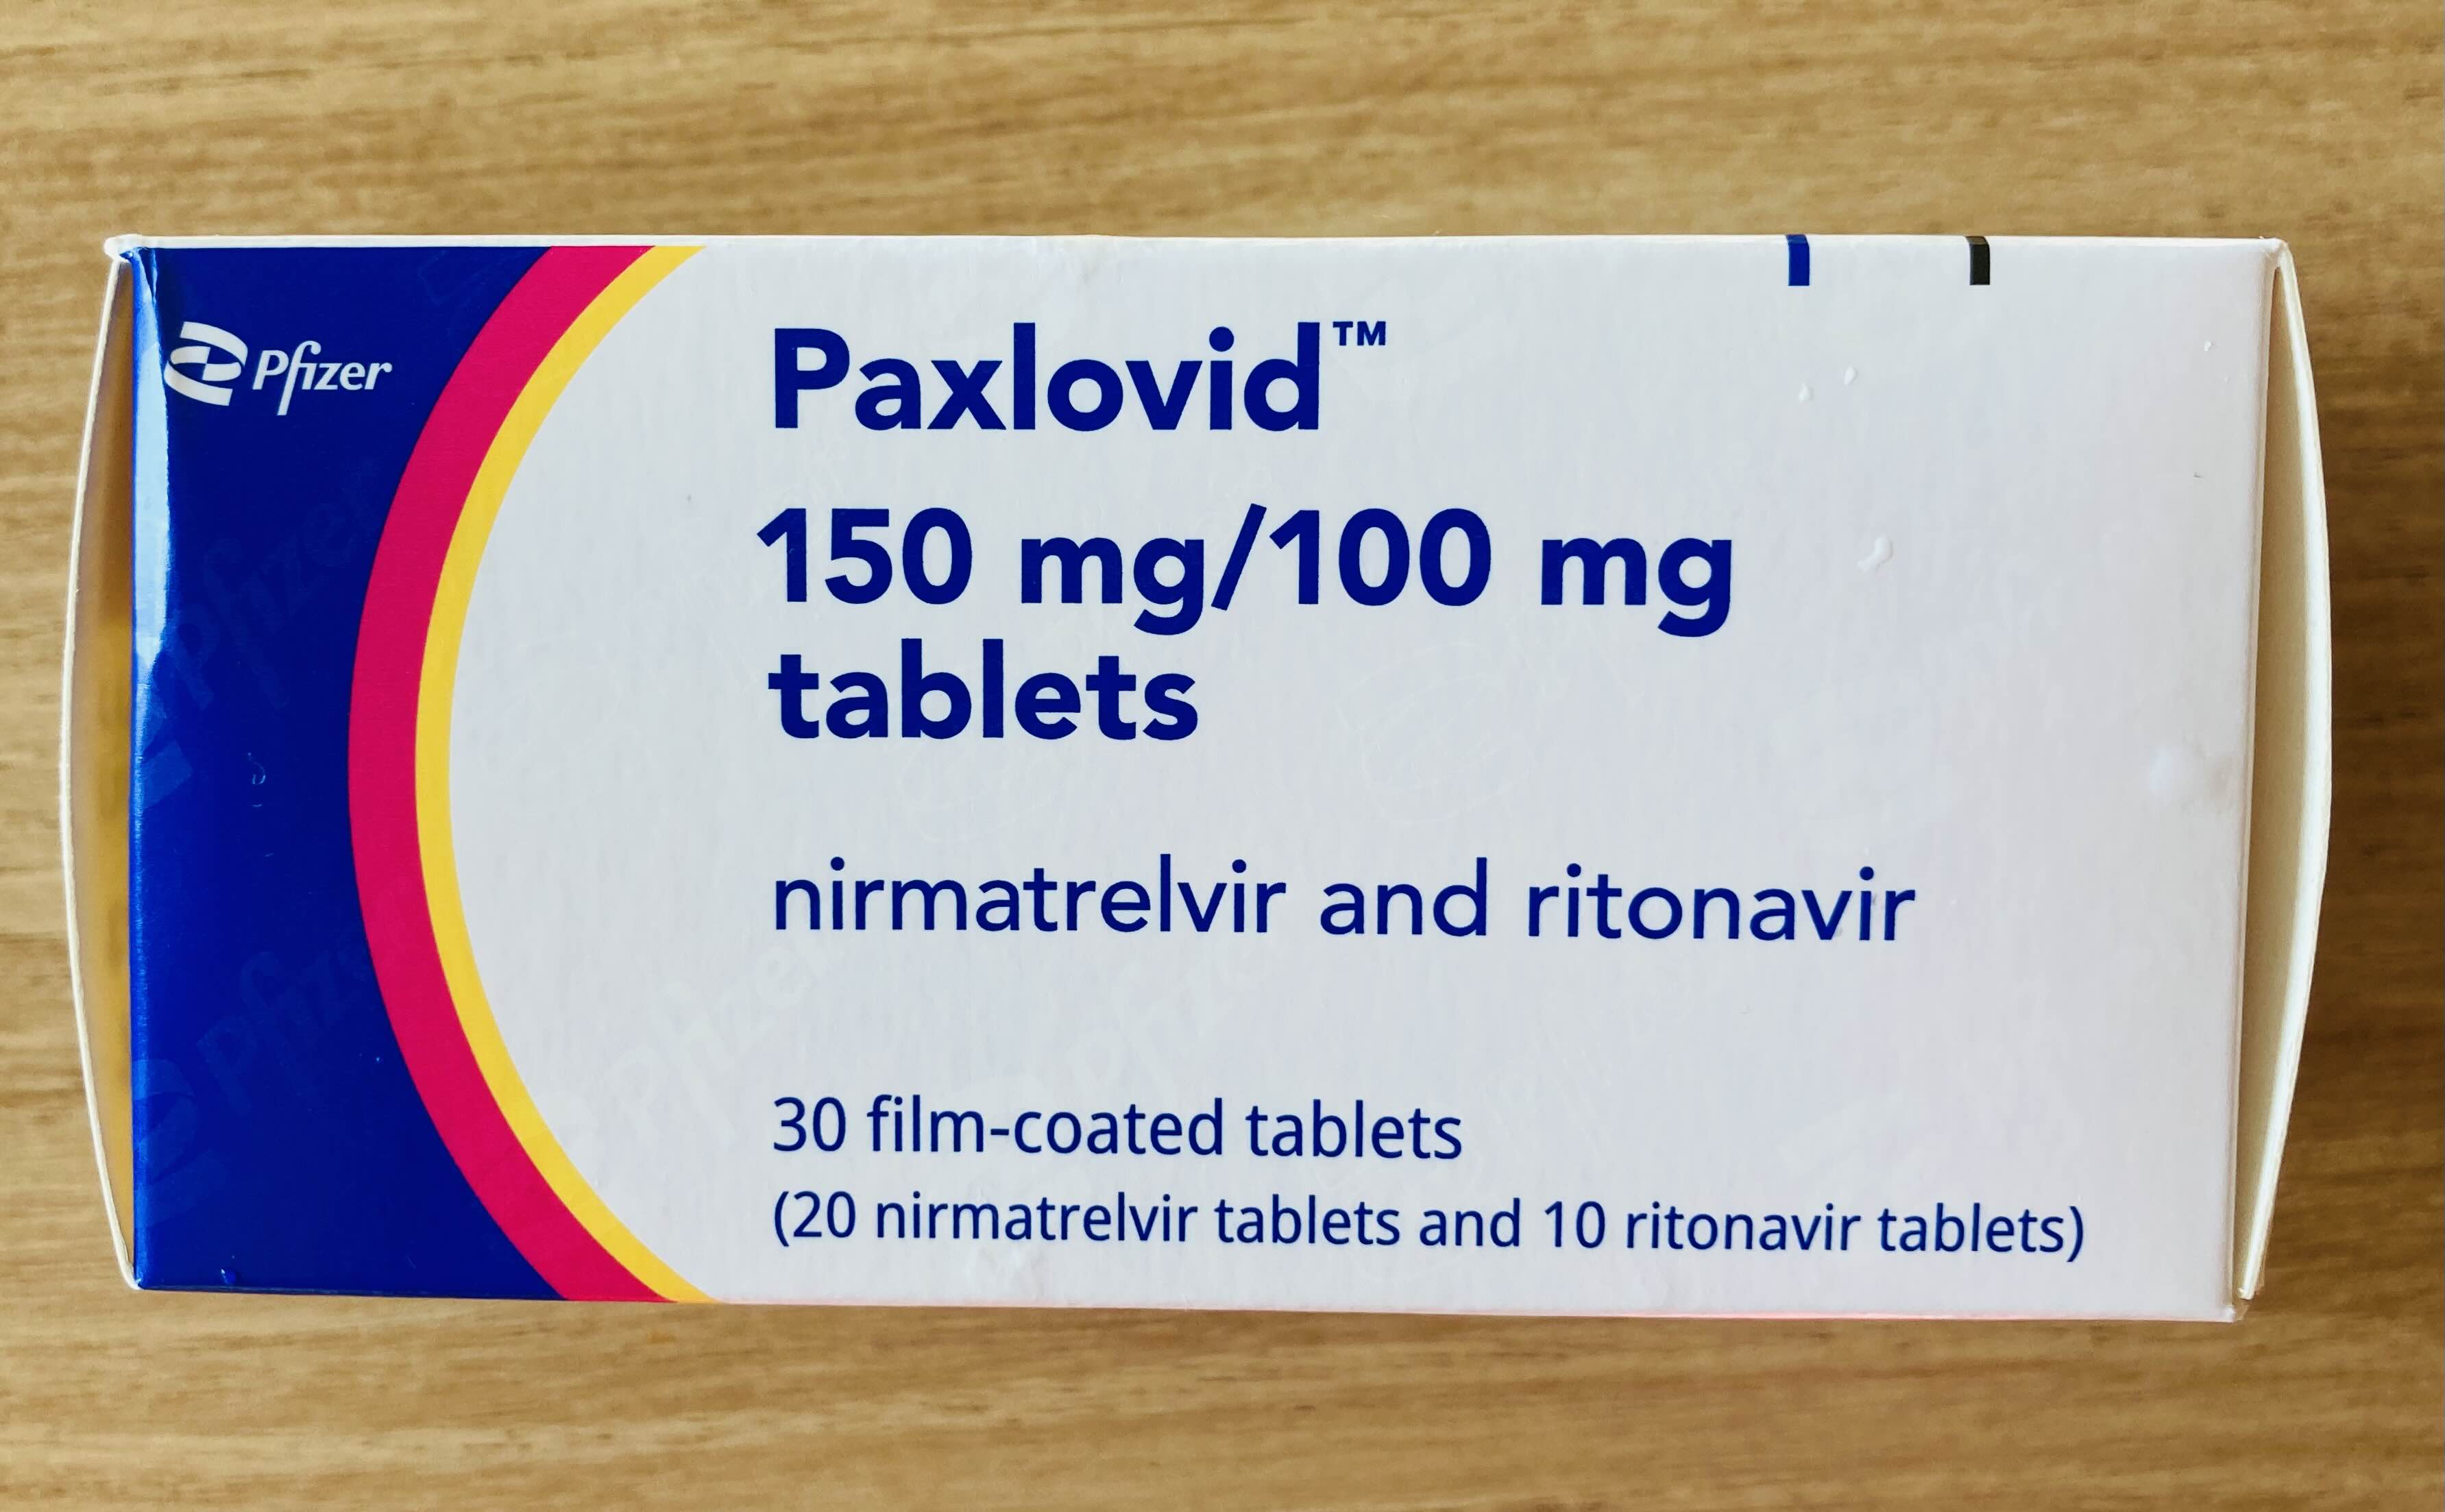 Pfizer
Paxlovid™
150 mg/100 mg
tablets
nirmatrelvir and ritonavir
30 film-coated tablets
(20 nirmatrelvir tablets and 10 ritonavir tablets)